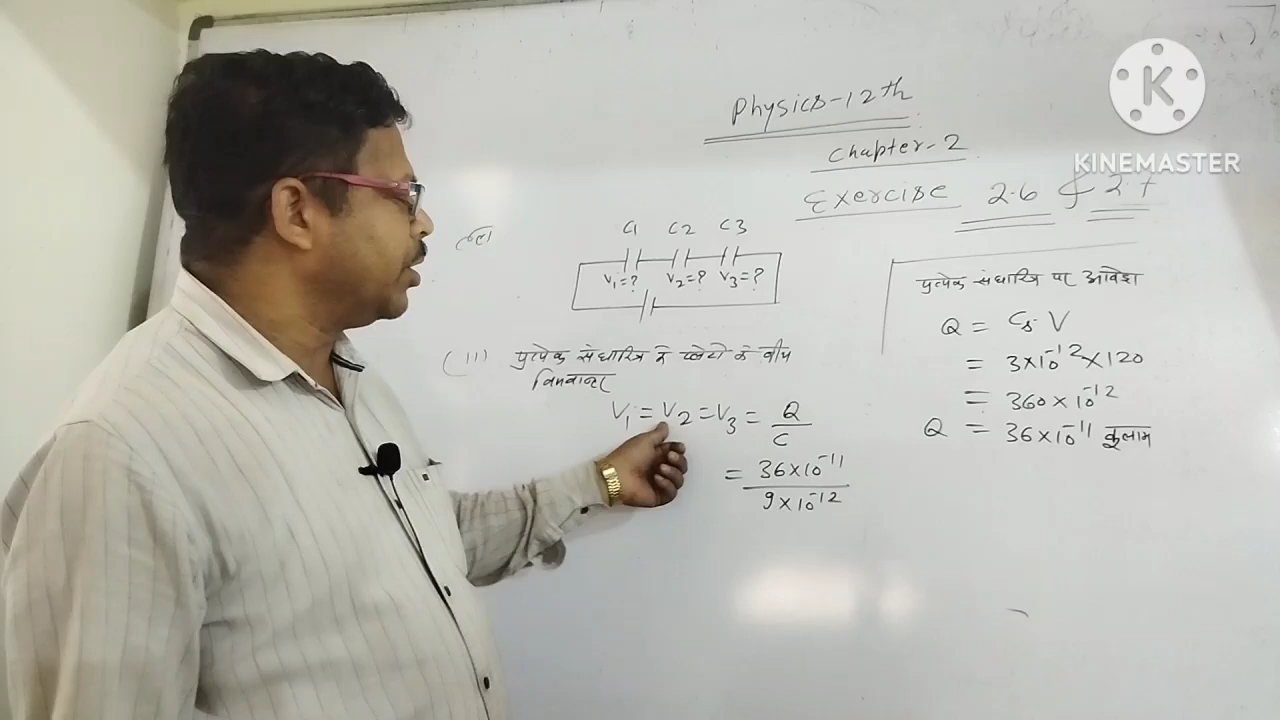 Physics-12th
Chapter-2
Exercise 2.6 & 2.7
हल
C1 C2 C3
V1=? V2=? V3=?
(11) प्रत्येक संधारित्र के प्लेटों के बीच
विभवान्तर
V1 = V2 = V3 = Q/C
= 36×10⁻¹¹/9×10⁻¹²
प्रत्येक संधारित्र पर आवेश
Q = Cs V
= 3×10⁻¹²×120
= 360×10⁻¹²
Q = 36×10⁻¹¹ कूलाम
K
KINEMASTER